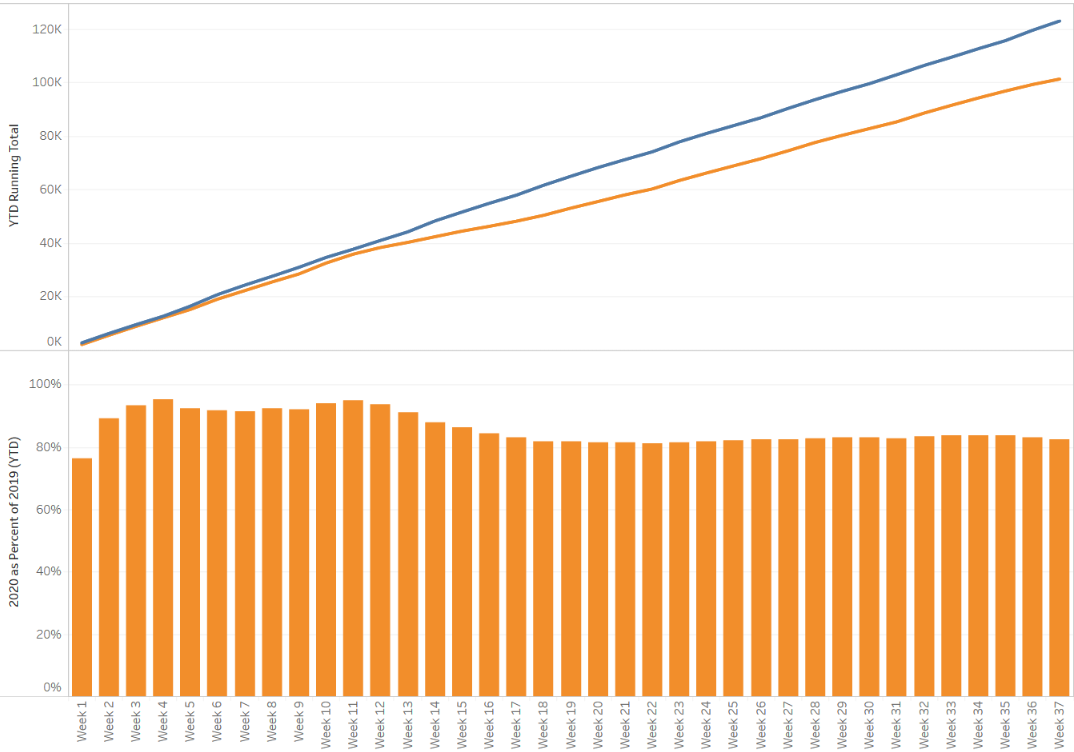 YTD Running Total
120K
100K
80K
60K
40K
20K
0K
2020 as Percent of 2019 (YTD)
100%
80%
60%
40%
20%
0%
Week 1
Week 2
Week 3
Week 4
Week 5
Week 6
Week 7
Week 8
Week 9
Week 10
Week 11
Week 12
Week 13
Week 14
Week 15
Week 16
Week 17
Week 18
Week 19
Week 20
Week 21
Week 22
Week 23
Week 24
Week 25
Week 26
Week 27
Week 28
Week 29
Week 30
Week 31
Week 32
Week 33
Week 34
Week 35
Week 36
Week 37